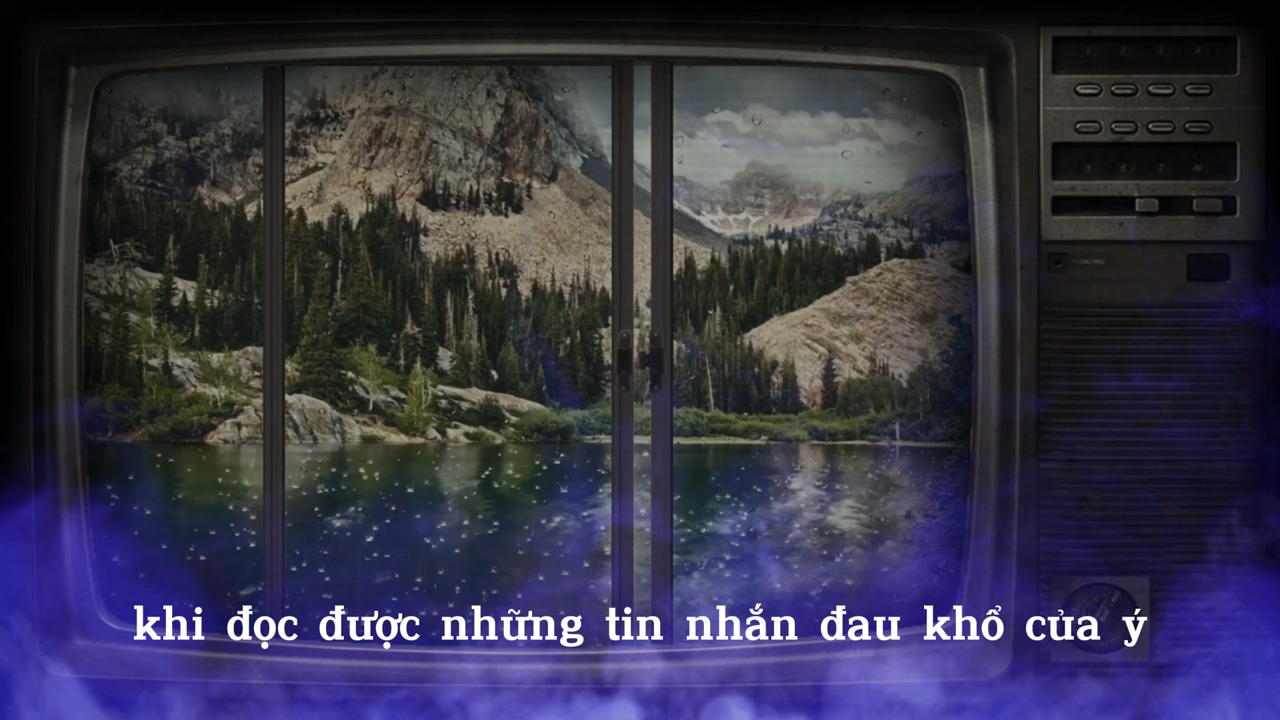 khi đọc được những tin nhắn đau khổ của ý